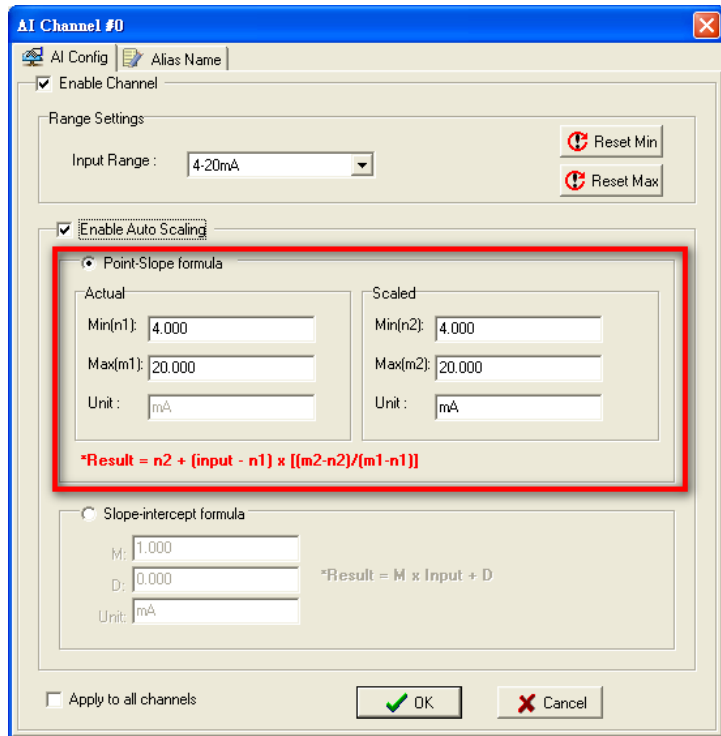 AI Channel #0
AI Config Alias Name
Enable Channel
Range Settings
Input Range : 4-20mA
Reset Min
Reset Max
Enable Auto Scaling
Point-Slope formula
Actual
Min(n1): 4.000
Max(m1): 20.000
Unit : mA
Scaled
Min(n2): 4.000
Max(m2): 20.000
Unit : mA
*Result = n2 + (input - n1) x [(m2-n2)/(m1-n1)]
Slope-intercept formula
M: 1.000
D: 0.000
Unit: mA
*Result = M x Input + D
Apply to all channels
OK
Cancel